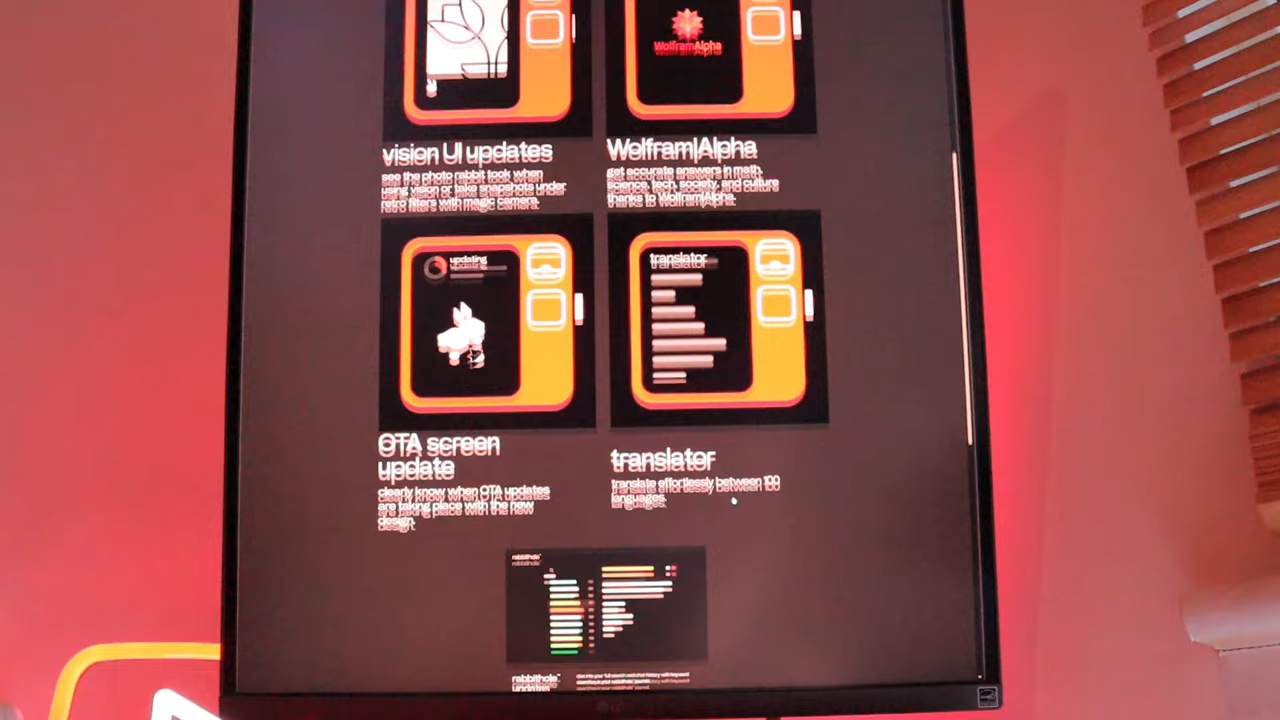 WolframAlpha
vision UI updates
see the photo rabbit took when
using vision or take snapshots under
retro filters with magic camera.
Wolfram|Alpha
get accurate answers in math,
science, tech, society, and culture
thanks to Wolfram|Alpha.
updating
translator
OTA screen
update
clearly know when OTA updates
are taking place with the new
design.
translator
translate effortlessly between 100
languages.
rabbithole
rabbithole
updates
LG